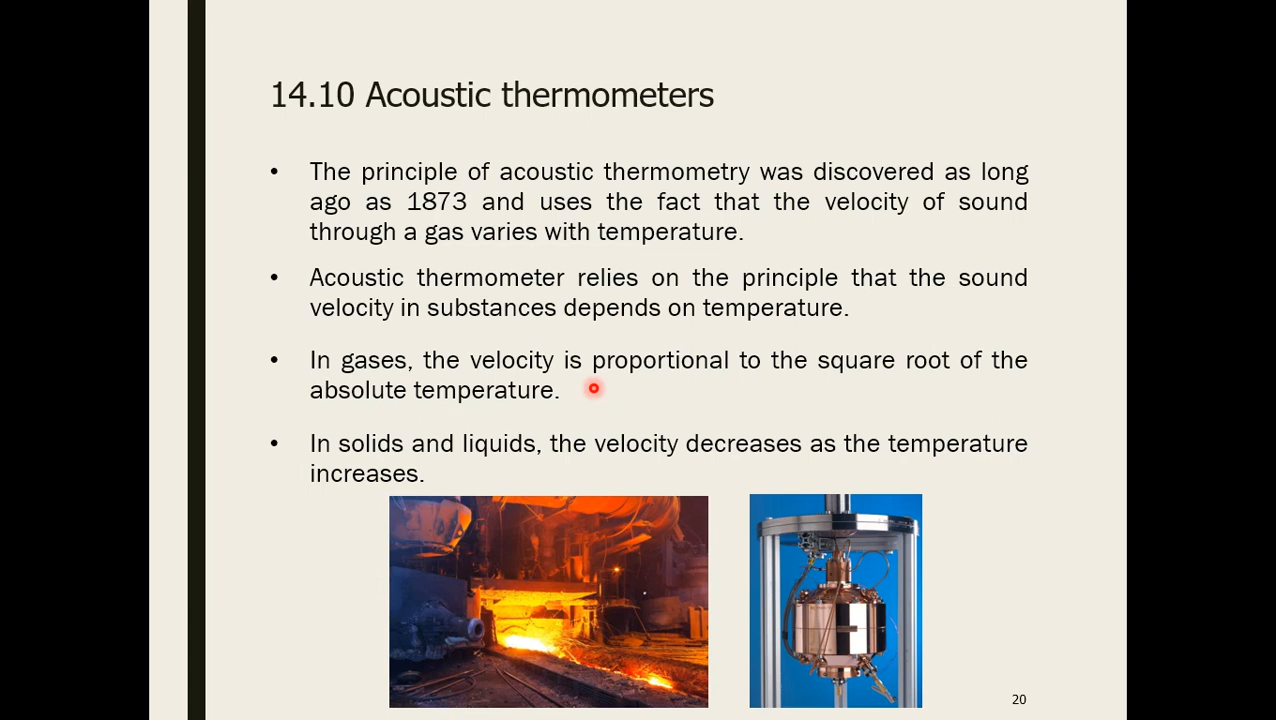 14.10 Acoustic thermometers
• The principle of acoustic thermometry was discovered as long
ago as 1873 and uses the fact that the velocity of sound
through a gas varies with temperature.
• Acoustic thermometer relies on the principle that the sound
velocity in substances depends on temperature.
• In gases, the velocity is proportional to the square root of the
absolute temperature.
• In solids and liquids, the velocity decreases as the temperature
increases.
20